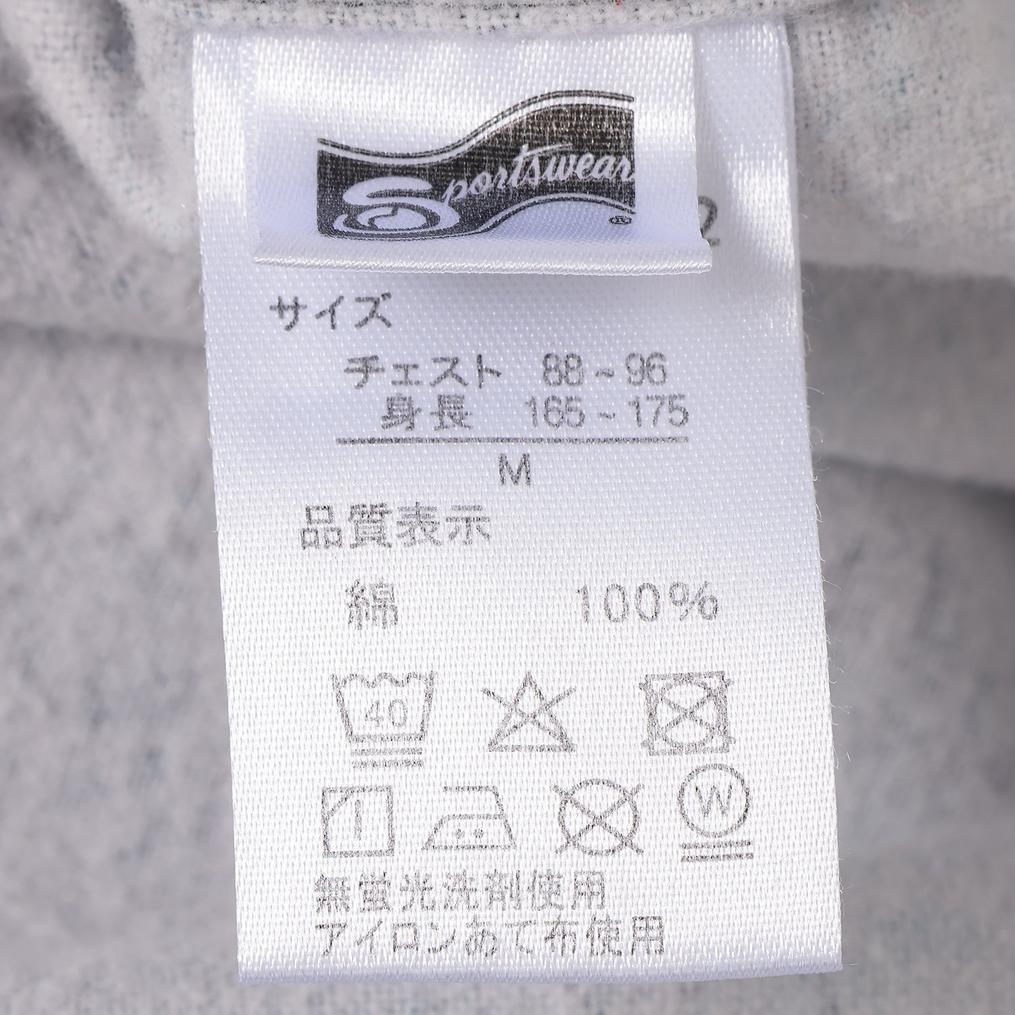 Sportswear
®
2
サイズ
チェスト 88~96
身長 165~175
M
品質表示
綿 100%
40
W
無蛍光洗剤使用
アイロンあて布使用